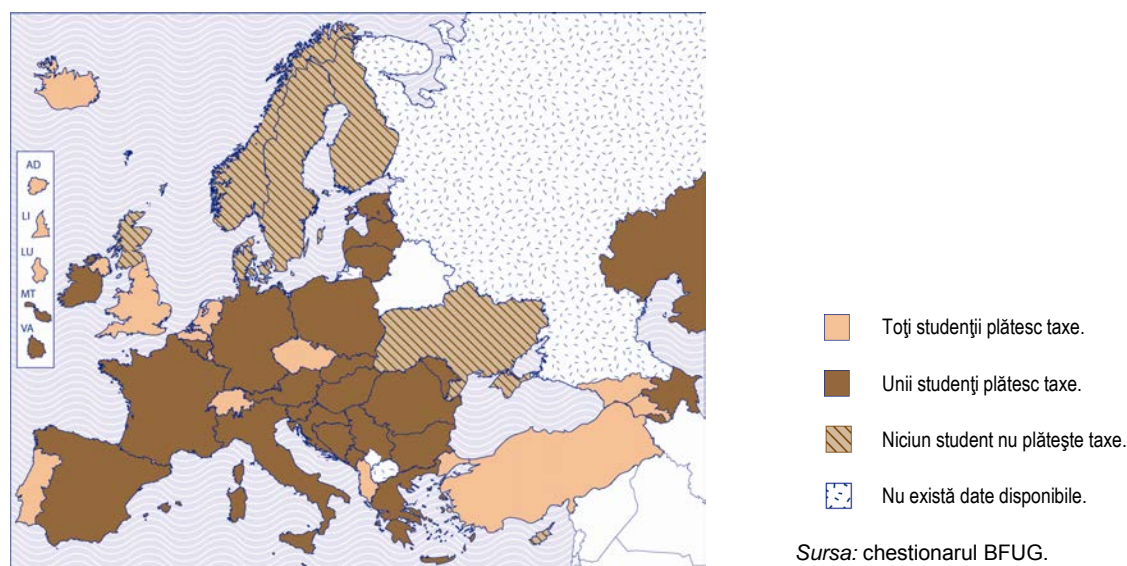 AD
LI
LU
MT
VA
Toţi studenţii plătesc taxe.
Unii studenţi plătesc taxe.
Niciun student nu plăteşte taxe.
Nu există date disponibile.
Sursa: chestionarul BFUG.